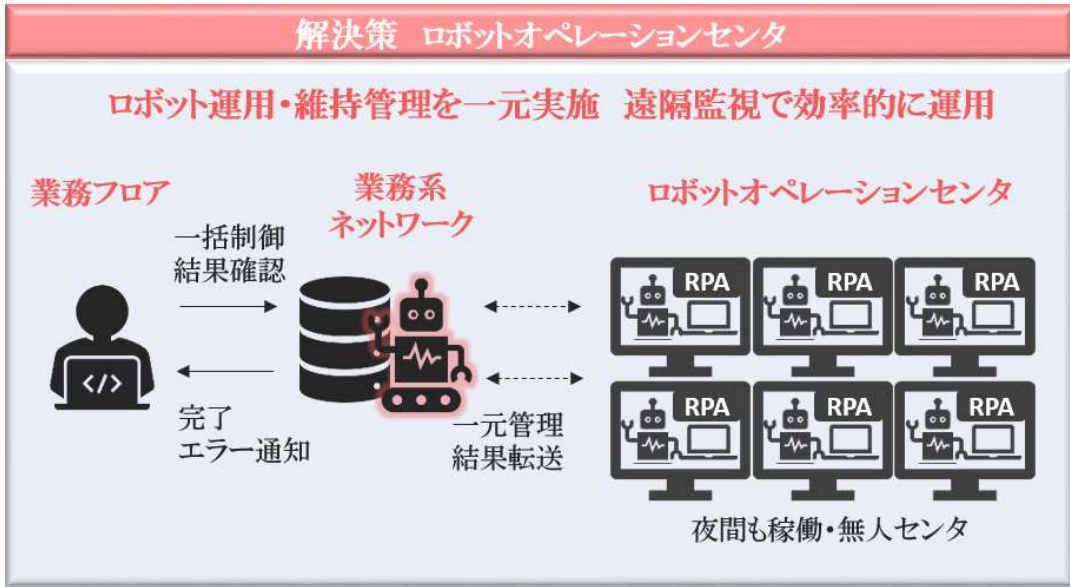 解決策 ロボットオペレーションセンタ
ロボット運用・維持管理を一元実施 遠隔監視で効率的に運用
業務フロア
業務系
ネットワーク
ロボットオペレーションセンタ
一括制御
結果確認
</>
完了
エラー通知
一元管理
結果転送
RPA
RPA
RPA
RPA
RPA
RPA
夜間も稼働・無人センタ